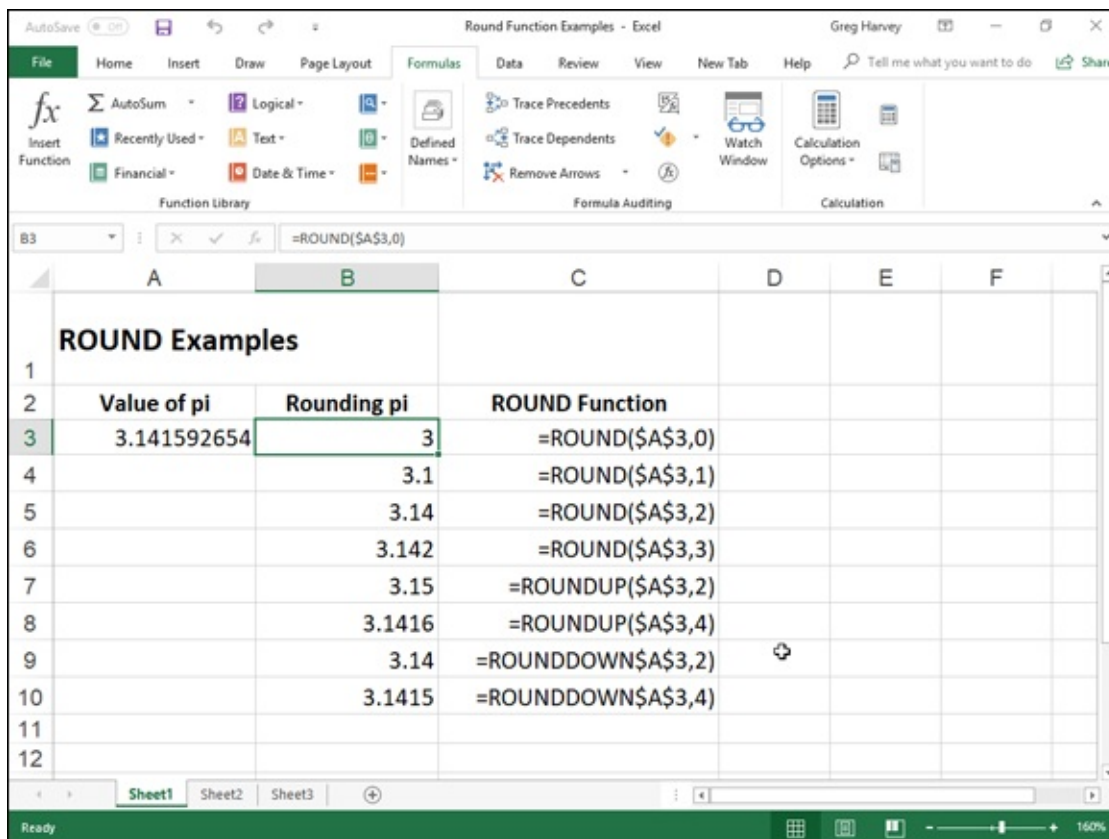 AutoSave Off Round Function Examples - Excel Greg Harvey
File Home Insert Draw Page Layout Formulas Data Review View New Tab Help Tell me what you want to do Shar
fx Insert Function
Σ AutoSum
Recently Used
Financial
Logical
Text
Date & Time
Function Library
Defined Names
Trace Precedents
Trace Dependents
Remove Arrows
Formula Auditing
Watch Window
Calculation Options
Calculation
B3 fx =ROUND($A$3,0)
A B C D E F
1 ROUND Examples
2 Value of pi Rounding pi ROUND Function
3 3.141592654 3 =ROUND($A$3,0)
4 3.1 =ROUND($A$3,1)
5 3.14 =ROUND($A$3,2)
6 3.142 =ROUND($A$3,3)
7 3.15 =ROUNDUP($A$3,2)
8 3.1416 =ROUNDUP($A$3,4)
9 3.14 =ROUNDDOWN$A$3,2)
10 3.1415 =ROUNDDOWN$A$3,4)
11
12
Sheet1 Sheet2 Sheet3
Ready 160%